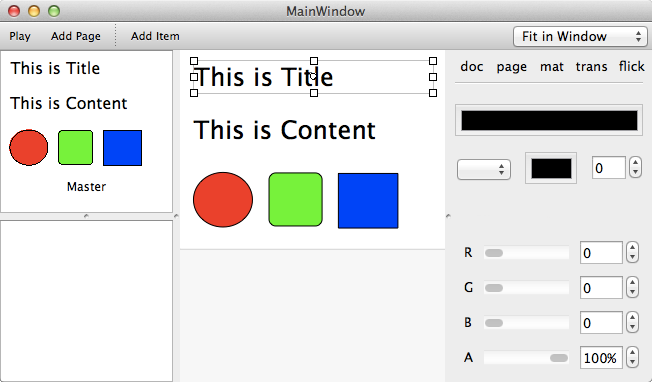 MainWindow
Play Add Page Add Item Fit in Window
This is Title
This is Content
Master
This is Title
This is Content
doc page mat trans flick
0
R 0
G 0
B 0
A 100%